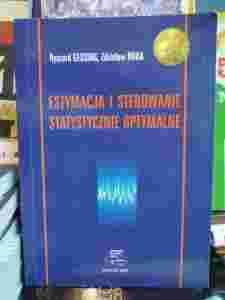 Ryszard GESSING, Zdzisław DUDA
ESTYMACJA I STEROWANIE
STATYSTYCZNIE OPTYMALNE